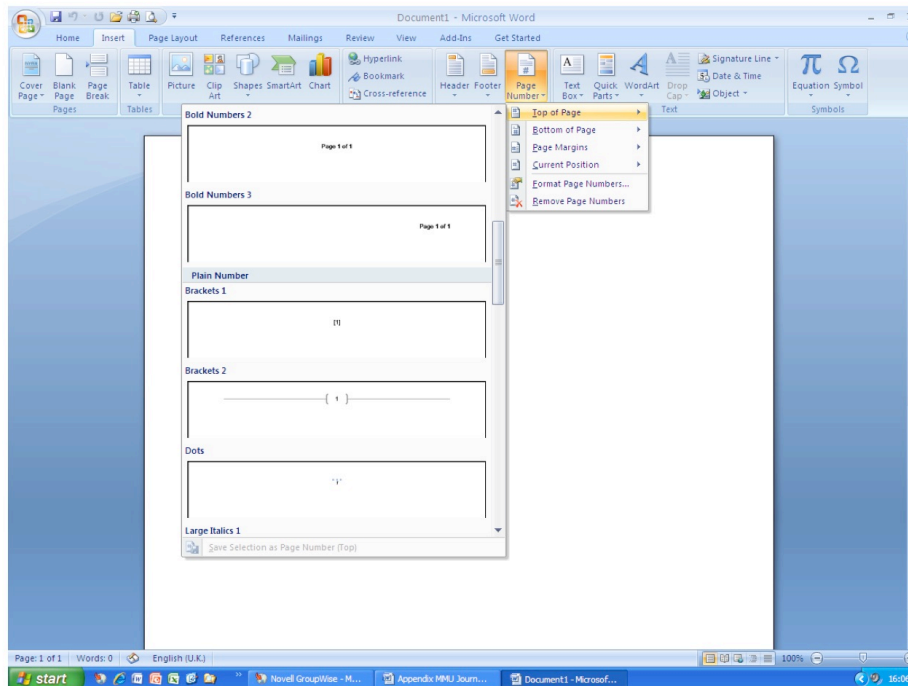 Document1 - Microsoft Word
Home Insert Page Layout References Mailings Review View Add-Ins Get Started
Cover Page Blank Page Page Break
Pages
Table
Tables
Picture Clip Art Shapes SmartArt Chart
Hyperlink
Bookmark
Cross-reference
Header Footer Page Number
Text Box Quick Parts WordArt Drop Cap
Signature Line
Date & Time
Object
Text
Equation Symbol
Symbols
Top of Page
Bottom of Page
Page Margins
Current Position
Format Page Numbers...
Remove Page Numbers
Bold Numbers 2
Page 1 of 1
Bold Numbers 3
Page 1 of 1
Plain Number
Brackets 1
[1]
Brackets 2
{ 1 }
Dots
Large Italics 1
Save Selection as Page Number (Top)
Page: 1 of 1 Words: 0 English (U.K.) 100%
start Novell GroupWise - M... Appendix MMU Journ... Document1 - Microsof... 16:06